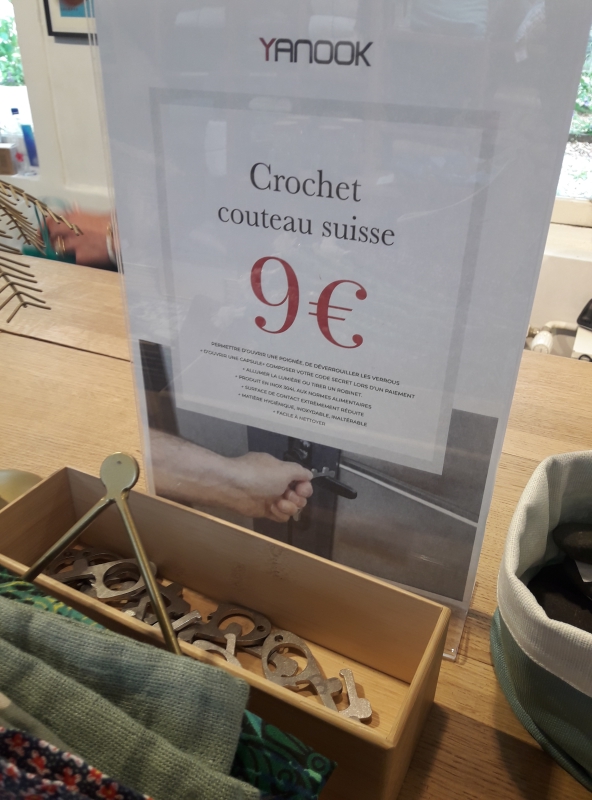 YANOOK
Crochet
couteau suisse
9€
PERMETTRE D'OUVRIR UNE POIGNÉE, DE DÉVERROUILLER LES VERROUS
• D'OUVRIR UNE CAPSULE• COMPOSER VOTRE CODE SECRET LORS D'UN PAIEMENT
• ALLUMER LA LUMIÈRE OU TIRER UN ROBINET
• PRODUIT EN INOX 304L AUX NORMES ALIMENTAIRES
• SURFACE DE CONTACT EXTRÊMEMENT RÉDUITE
• MATIÈRE HYGIÉNIQUE, INOXYDABLE, INALTÉRABLE
• FACILE À NETTOYER